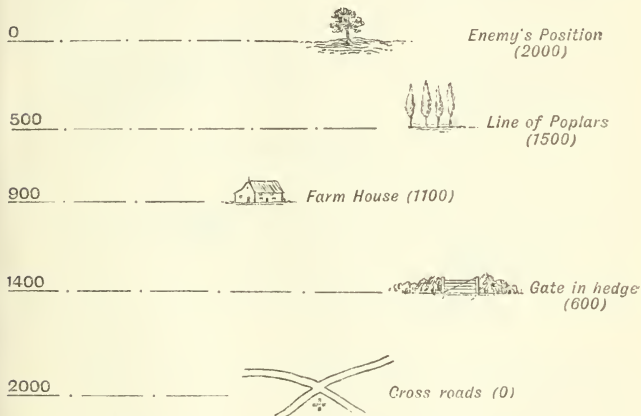 0
Enemy's Position
(2000)
500
Line of Poplars
(1500)
900
Farm House (1100)
1400
Gate in hedge
(600)
2000
Cross roads (0)